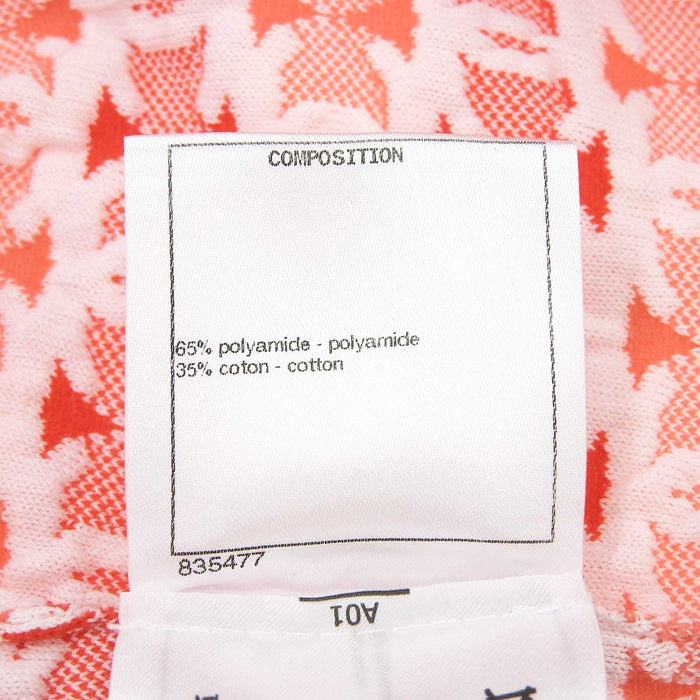 COMPOSITION
65% polyamide - polyamide
35% coton - cotton
835477
A01